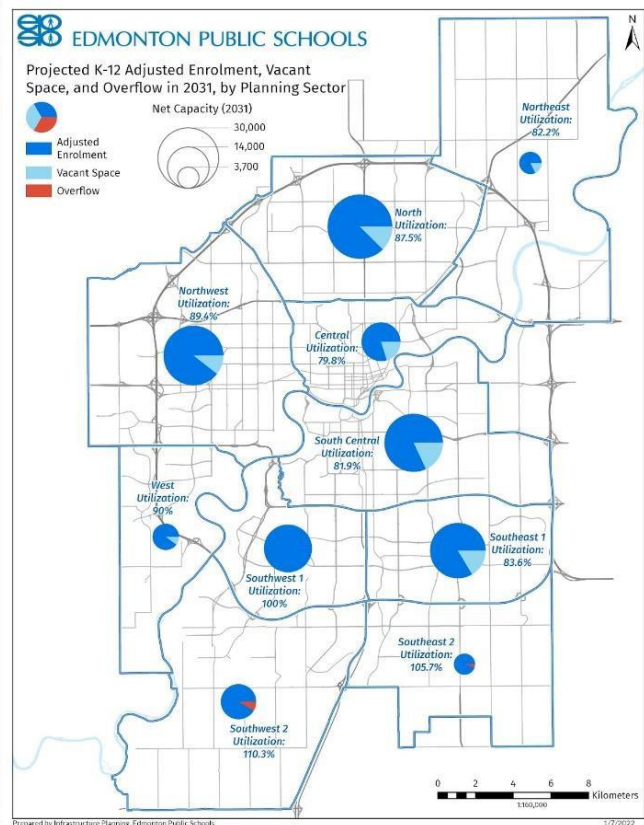 EDMONTON PUBLIC SCHOOLS
N
Projected K-12 Adjusted Enrolment, Vacant
Space, and Overflow in 2031, by Planning Sector
Net Capacity (2031)
30,000
14,000
3,700
Adjusted
Enrolment
Vacant Space
Overflow
Northeast
Utilization:
82.2%
North
Utilization:
87.5%
Northwest
Utilization:
89.4%
Central
Utilization:
79.8%
South Central
Utilization:
81.9%
West
Utilization:
90%
Southwest 1
Utilization:
100%
Southeast 1
Utilization:
83.6%
Southeast 2
Utilization:
105.7%
Southwest 2
Utilization:
110.3%
0 2 4 6 8
Kilometers
1:160,000
Prepared by Infrastructure Planning, Edmonton Public Schools
1/7/2022